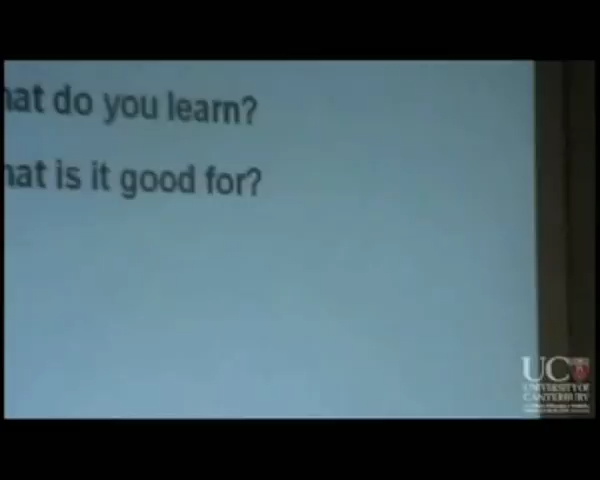 hat do you learn?
hat is it good for?
UC
UNIVERSITY OF
CANTERBURY